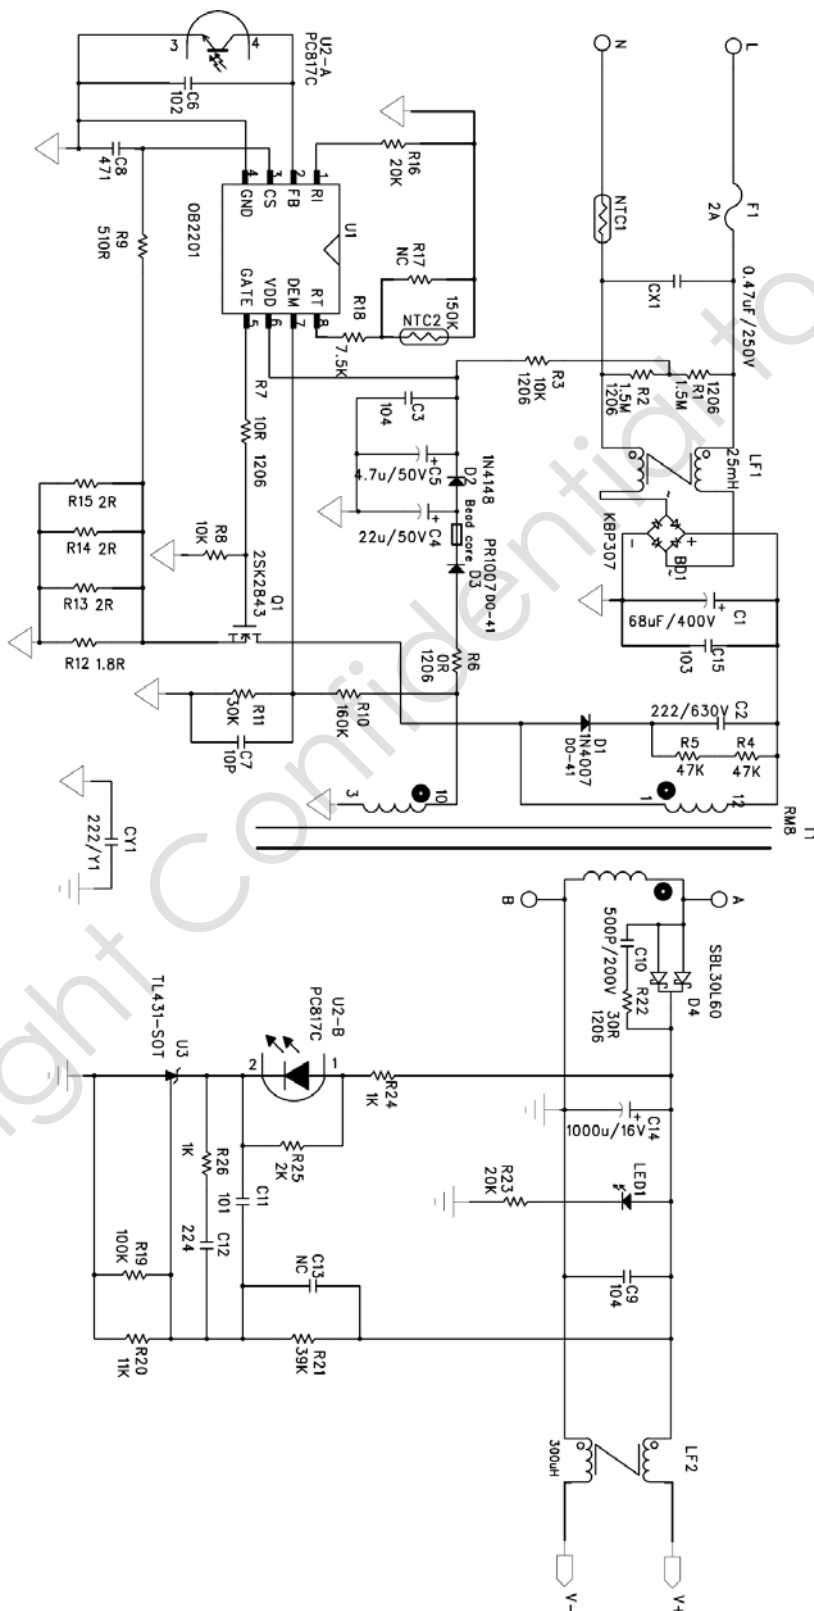 L
N
F1
2A
NTC1
CX1
0.47uF/250V
R1
1.5M
1206
R2
1.5M
1206
R3
10K
1206
LF1
25mH
KBP307
BD1
~
~
+
-
C1
68uF/400V
+
C15
103
C2
222/630V
R5
47K
R4
47K
D1
1N4007
DO-41
1
12
RM8
T1
U2-A
PC817C
3
4
C6
102
C8
471
R9
510R
R16
20K
R17
NC
R18
7.5K
NTC2
150K
U1
OB2201
4
3
2
1
GND
CS
FB
RI
GATE
VDD
DEM
RT
5
6
7
8
C3
104
C5
4.7u/50V
+
D2
1N4148
C4
22u/50V
+
Bead core
PR1007
DO-41
D3
R6
0R
1206
R7
10R
1206
R8
10K
2SK2843
Q1
R15 2R
R14 2R
R13 2R
R12 1.8R
R11
30K
R10
160K
C7
10P
3
10
CY1
222/Y1
A
B
C10
500P/200V
R22
30R
1206
SBL30L60
D4
U2-B
PC817C
2
1
TL431-SOT
U3
R24
1K
C14
1000u/16V
+
R25
2K
R26
1K
C11
101
C12
224
R23
20K
LED1
C13
NC
C9
104
R19
100K
R20
11K
R21
39K
LF2
300uH
V-
V+
ght Confidential to